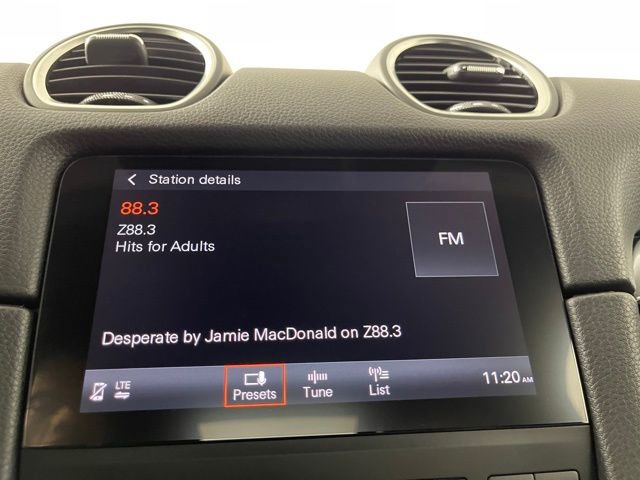 Station details
88.3
Z88.3
Hits for Adults
FM
Desperate by Jamie MacDonald on Z88.3
LTE
Presets
Tune
List
11:20 AM